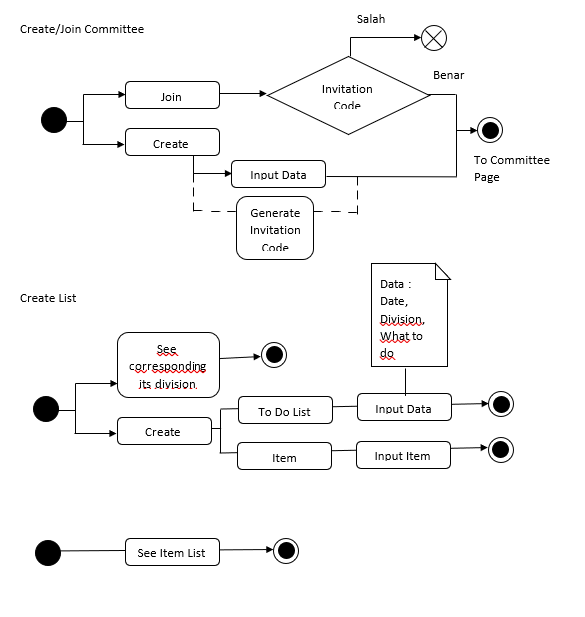 Create/Join Committee
Salah
Join
Invitation
Code
Benar
Create
Input Data
To Committee
Page
Generate
Invitation
Code
Create List
Data :
Date,
Division,
What to
do
See
corresponding
its division
To Do List
Input Data
Create
Item
Input Item
See Item List